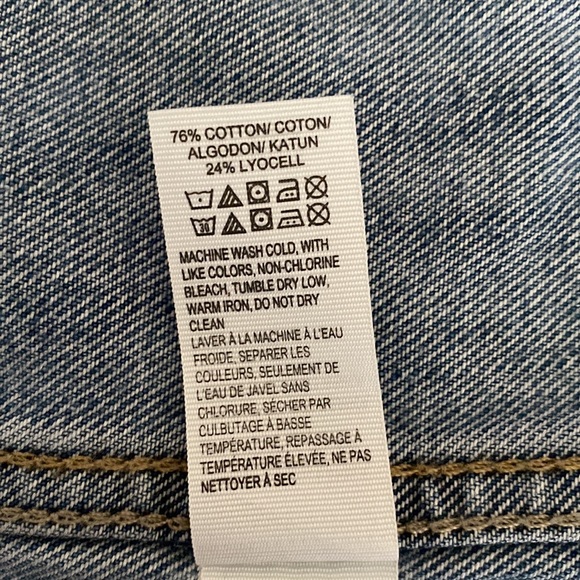 76% COTTON/ COTON/
ALGODON/ KATUN
24% LYOCELL
30
MACHINE WASH COLD, WITH
LIKE COLORS, NON-CHLORINE
BLEACH, TUMBLE DRY LOW,
WARM IRON, DO NOT DRY
CLEAN
LAVER À LA MACHINE À L'EAU
FROIDE, SEPARER LES
COULEURS, SEULEMENT DE
L'EAU DE JAVEL SANS
CHLORURE, SÉCHER PAR
CULBUTAGE À BASSE
TEMPÉRATURE, REPASSAGE À
TEMPÉRATURE ÉLEVÉE, NE PAS
NETTOYER À SEC